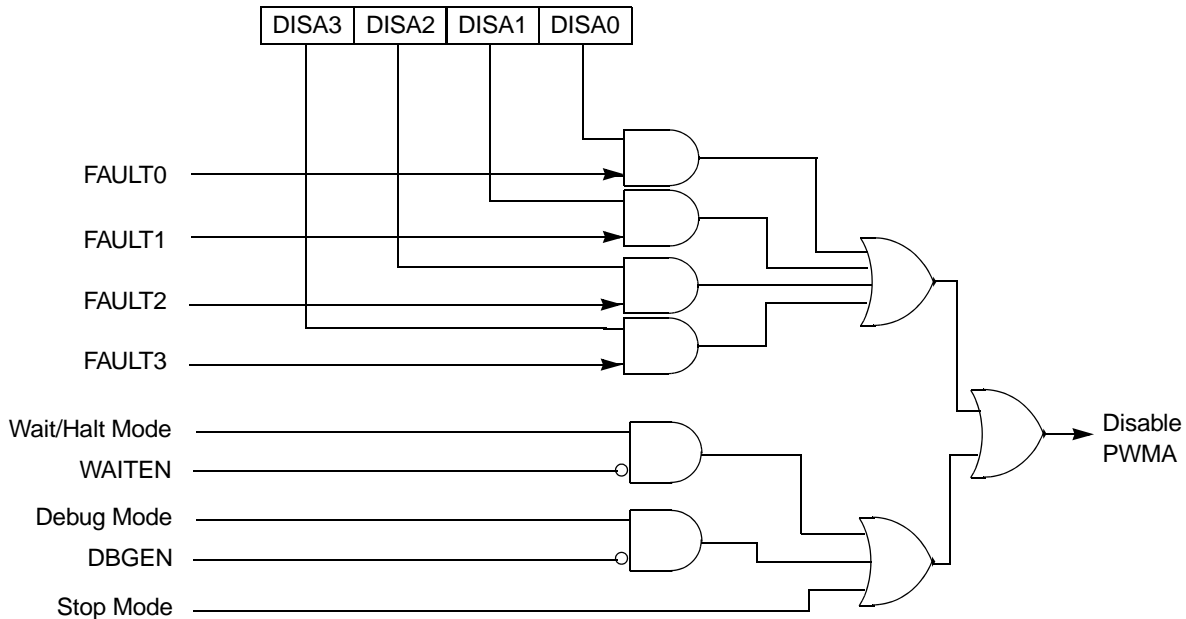 DISA3 DISA2 DISA1 DISA0
FAULT0
FAULT1
FAULT2
FAULT3
Wait/Halt Mode
WAITEN
Debug Mode
DBGEN
Stop Mode
Disable
PWMA